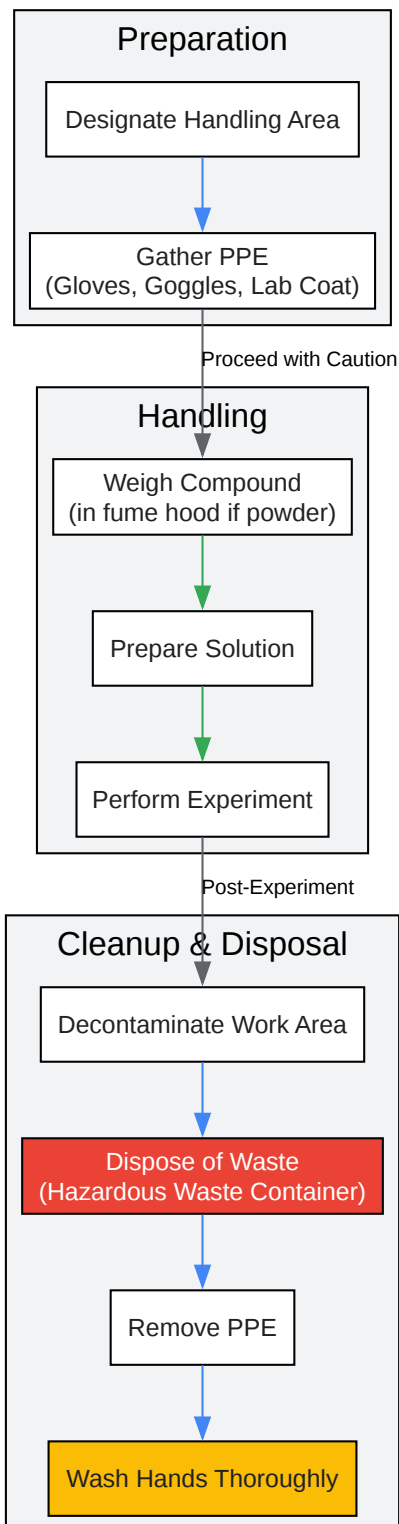 Preparation
Designate Handling Area
Gather PPE
(Gloves, Goggles, Lab Coat)
Proceed with Caution
Handling
Weigh Compound
(in fume hood if powder)
Prepare Solution
Perform Experiment
Post-Experiment
Cleanup & Disposal
Decontaminate Work Area
Dispose of Waste
(Hazardous Waste Container)
Remove PPE
Wash Hands Thoroughly